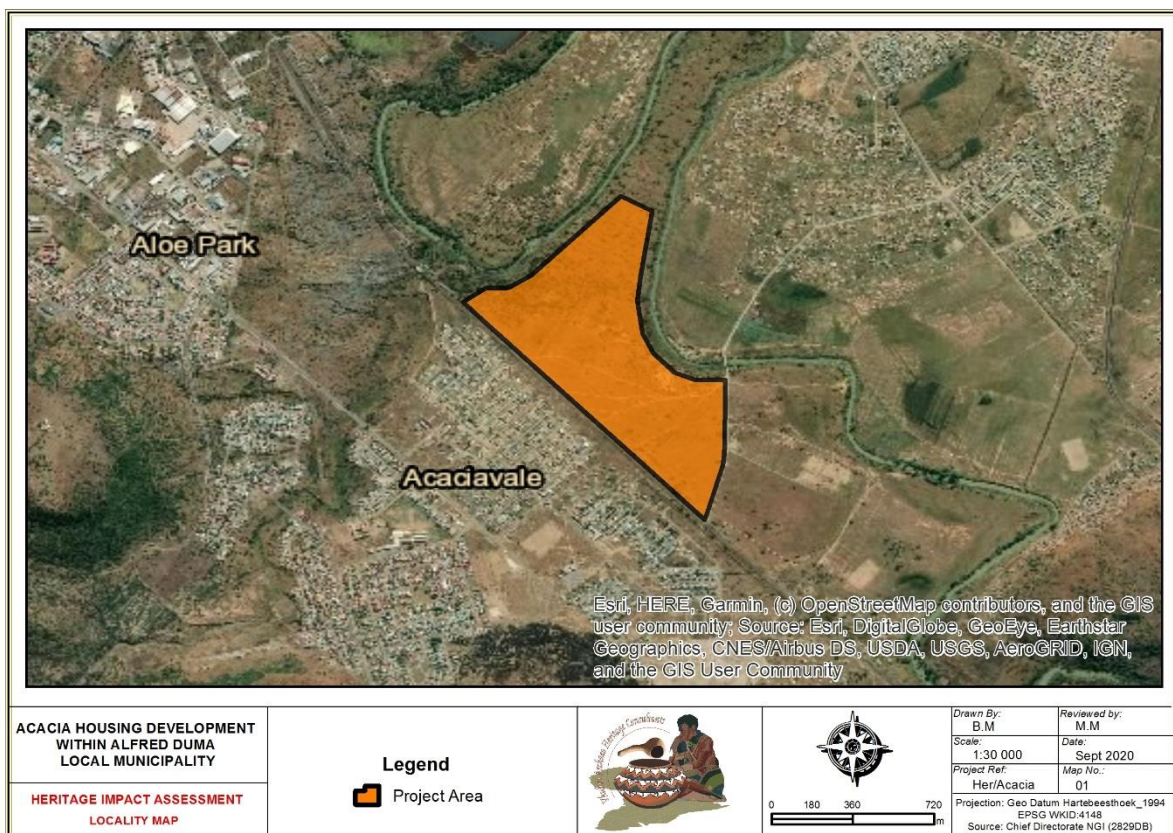 Aloe Park
Acaciavale
Esri, HERE, Garmin, (c) OpenStreetMap contributors, and the GIS
user community; Source: Esri, DigitalGlobe, GeoEye, Earthstar
Geographics, CNES/Airbus DS, USDA, USGS, AeroGRID, IGN,
and the GIS User Community
ACACIA HOUSING DEVELOPMENT
WITHIN ALFRED DUMA
LOCAL MUNICIPALITY
HERITAGE IMPACT ASSESSMENT
LOCALITY MAP
Legend
Project Area
Heritage Consultants
0 180 360 720
m
Drawn By:
B.M
Reviewed by:
M.M
Scale:
1:30 000
Date:
Sept 2020
Project Ref:
Her/Acacia
Map No.:
01
Projection: Geo Datum Hartebeesthoek_1994
EPSG WKID:4148
Source: Chief Directorate NGI (2829DB)